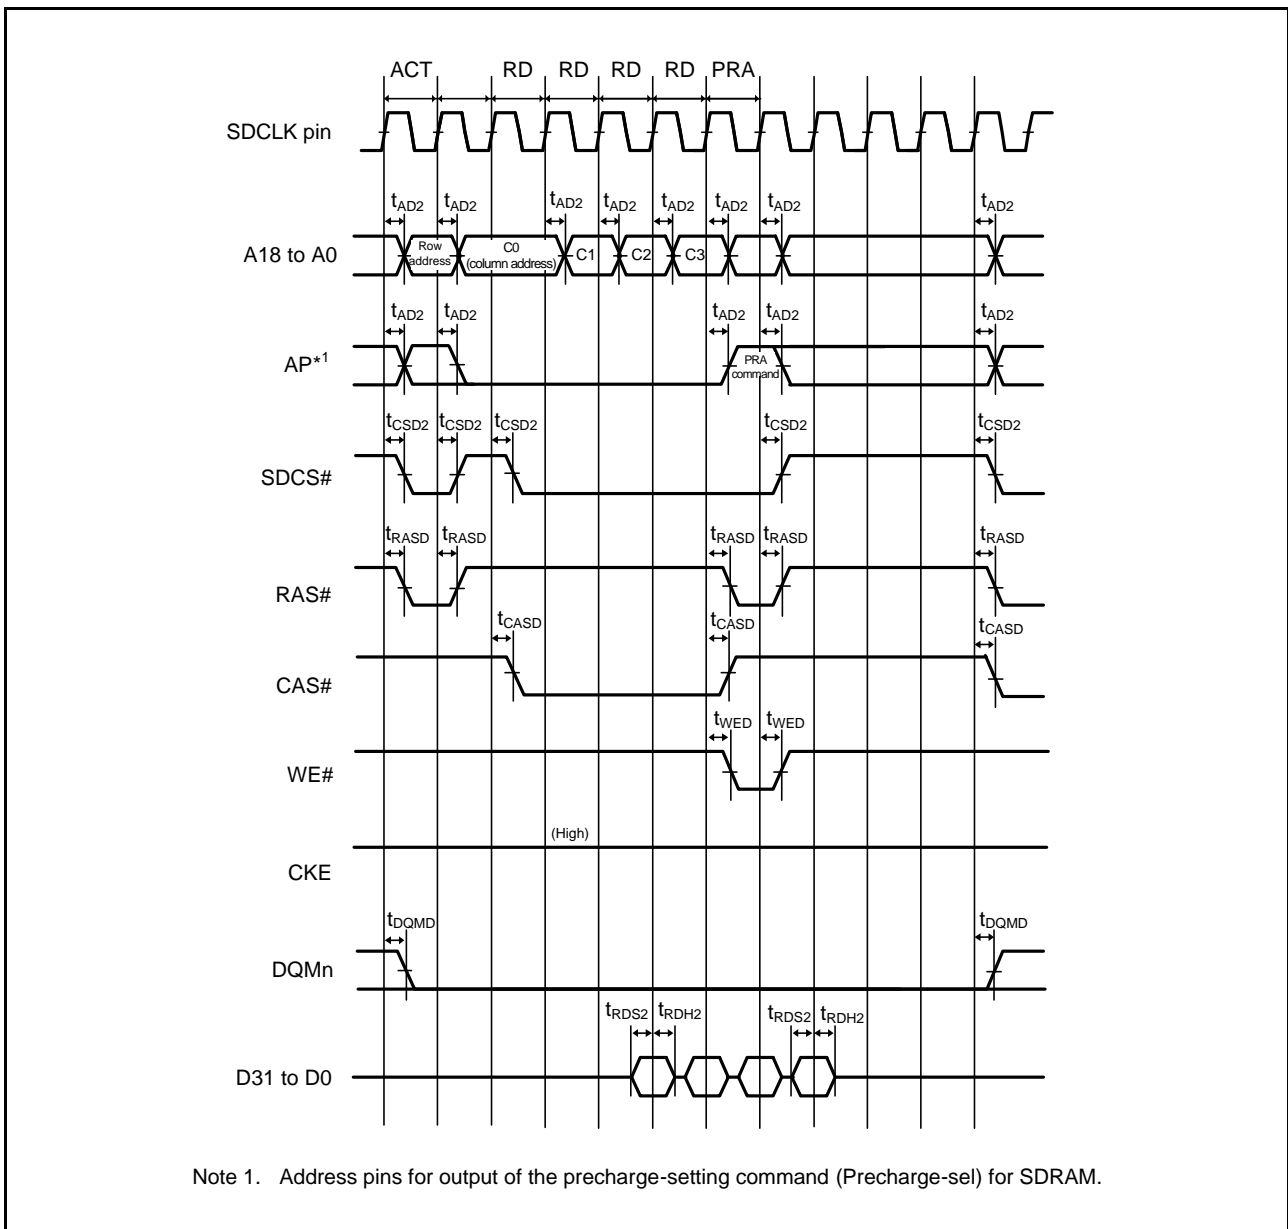 ACT RD RD RD RD PRA
SDCLK pin
tAD2 tAD2 tAD2 tAD2 tAD2 tAD2 tAD2 tAD2
A18 to A0
Row address
C0 (column address)
C1
C2
C3
tAD2 tAD2 tAD2 tAD2 tAD2
AP*1
PRA command
tCSD2 tCSD2 tCSD2 tCSD2 tCSD2
SDCS#
tRASD tRASD tRASD tRASD tRASD
RAS#
tCASD tCASD tCASD
CAS#
tWED tWED
WE#
(High)
CKE
tDQMD tDQMD
DQMn
tRDS2 tRDH2 tRDS2 tRDH2
D31 to D0
Note 1. Address pins for output of the precharge-setting command (Precharge-sel) for SDRAM.